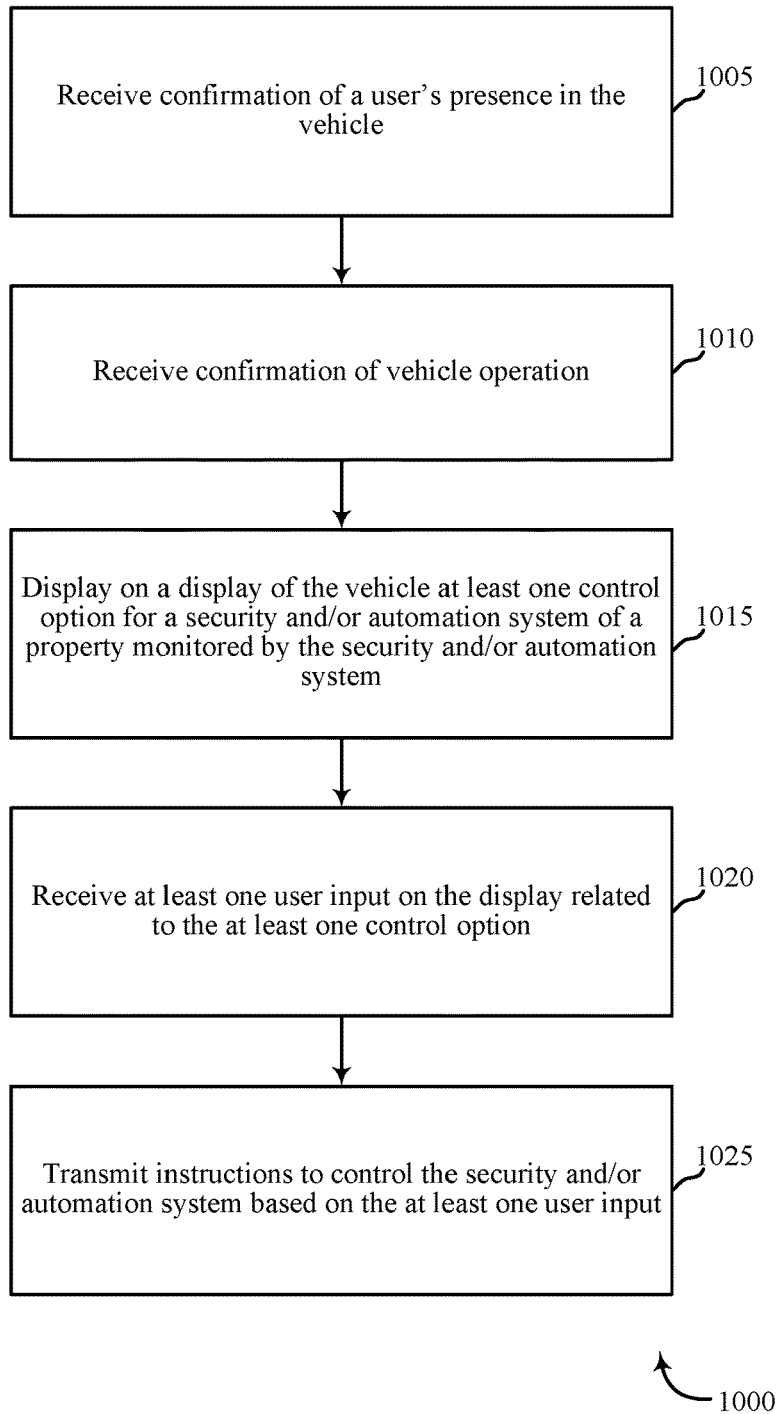 Receive confirmation of a user's presence in the
vehicle
1005
Receive confirmation of vehicle operation
1010
Display on a display of the vehicle at least one control
option for a security and/or automation system of a
property monitored by the security and/or automation
system
1015
Receive at least one user input on the display related
to the at least one control option
1020
Transmit instructions to control the security and/or
automation system based on the at least one user input
1025
1000